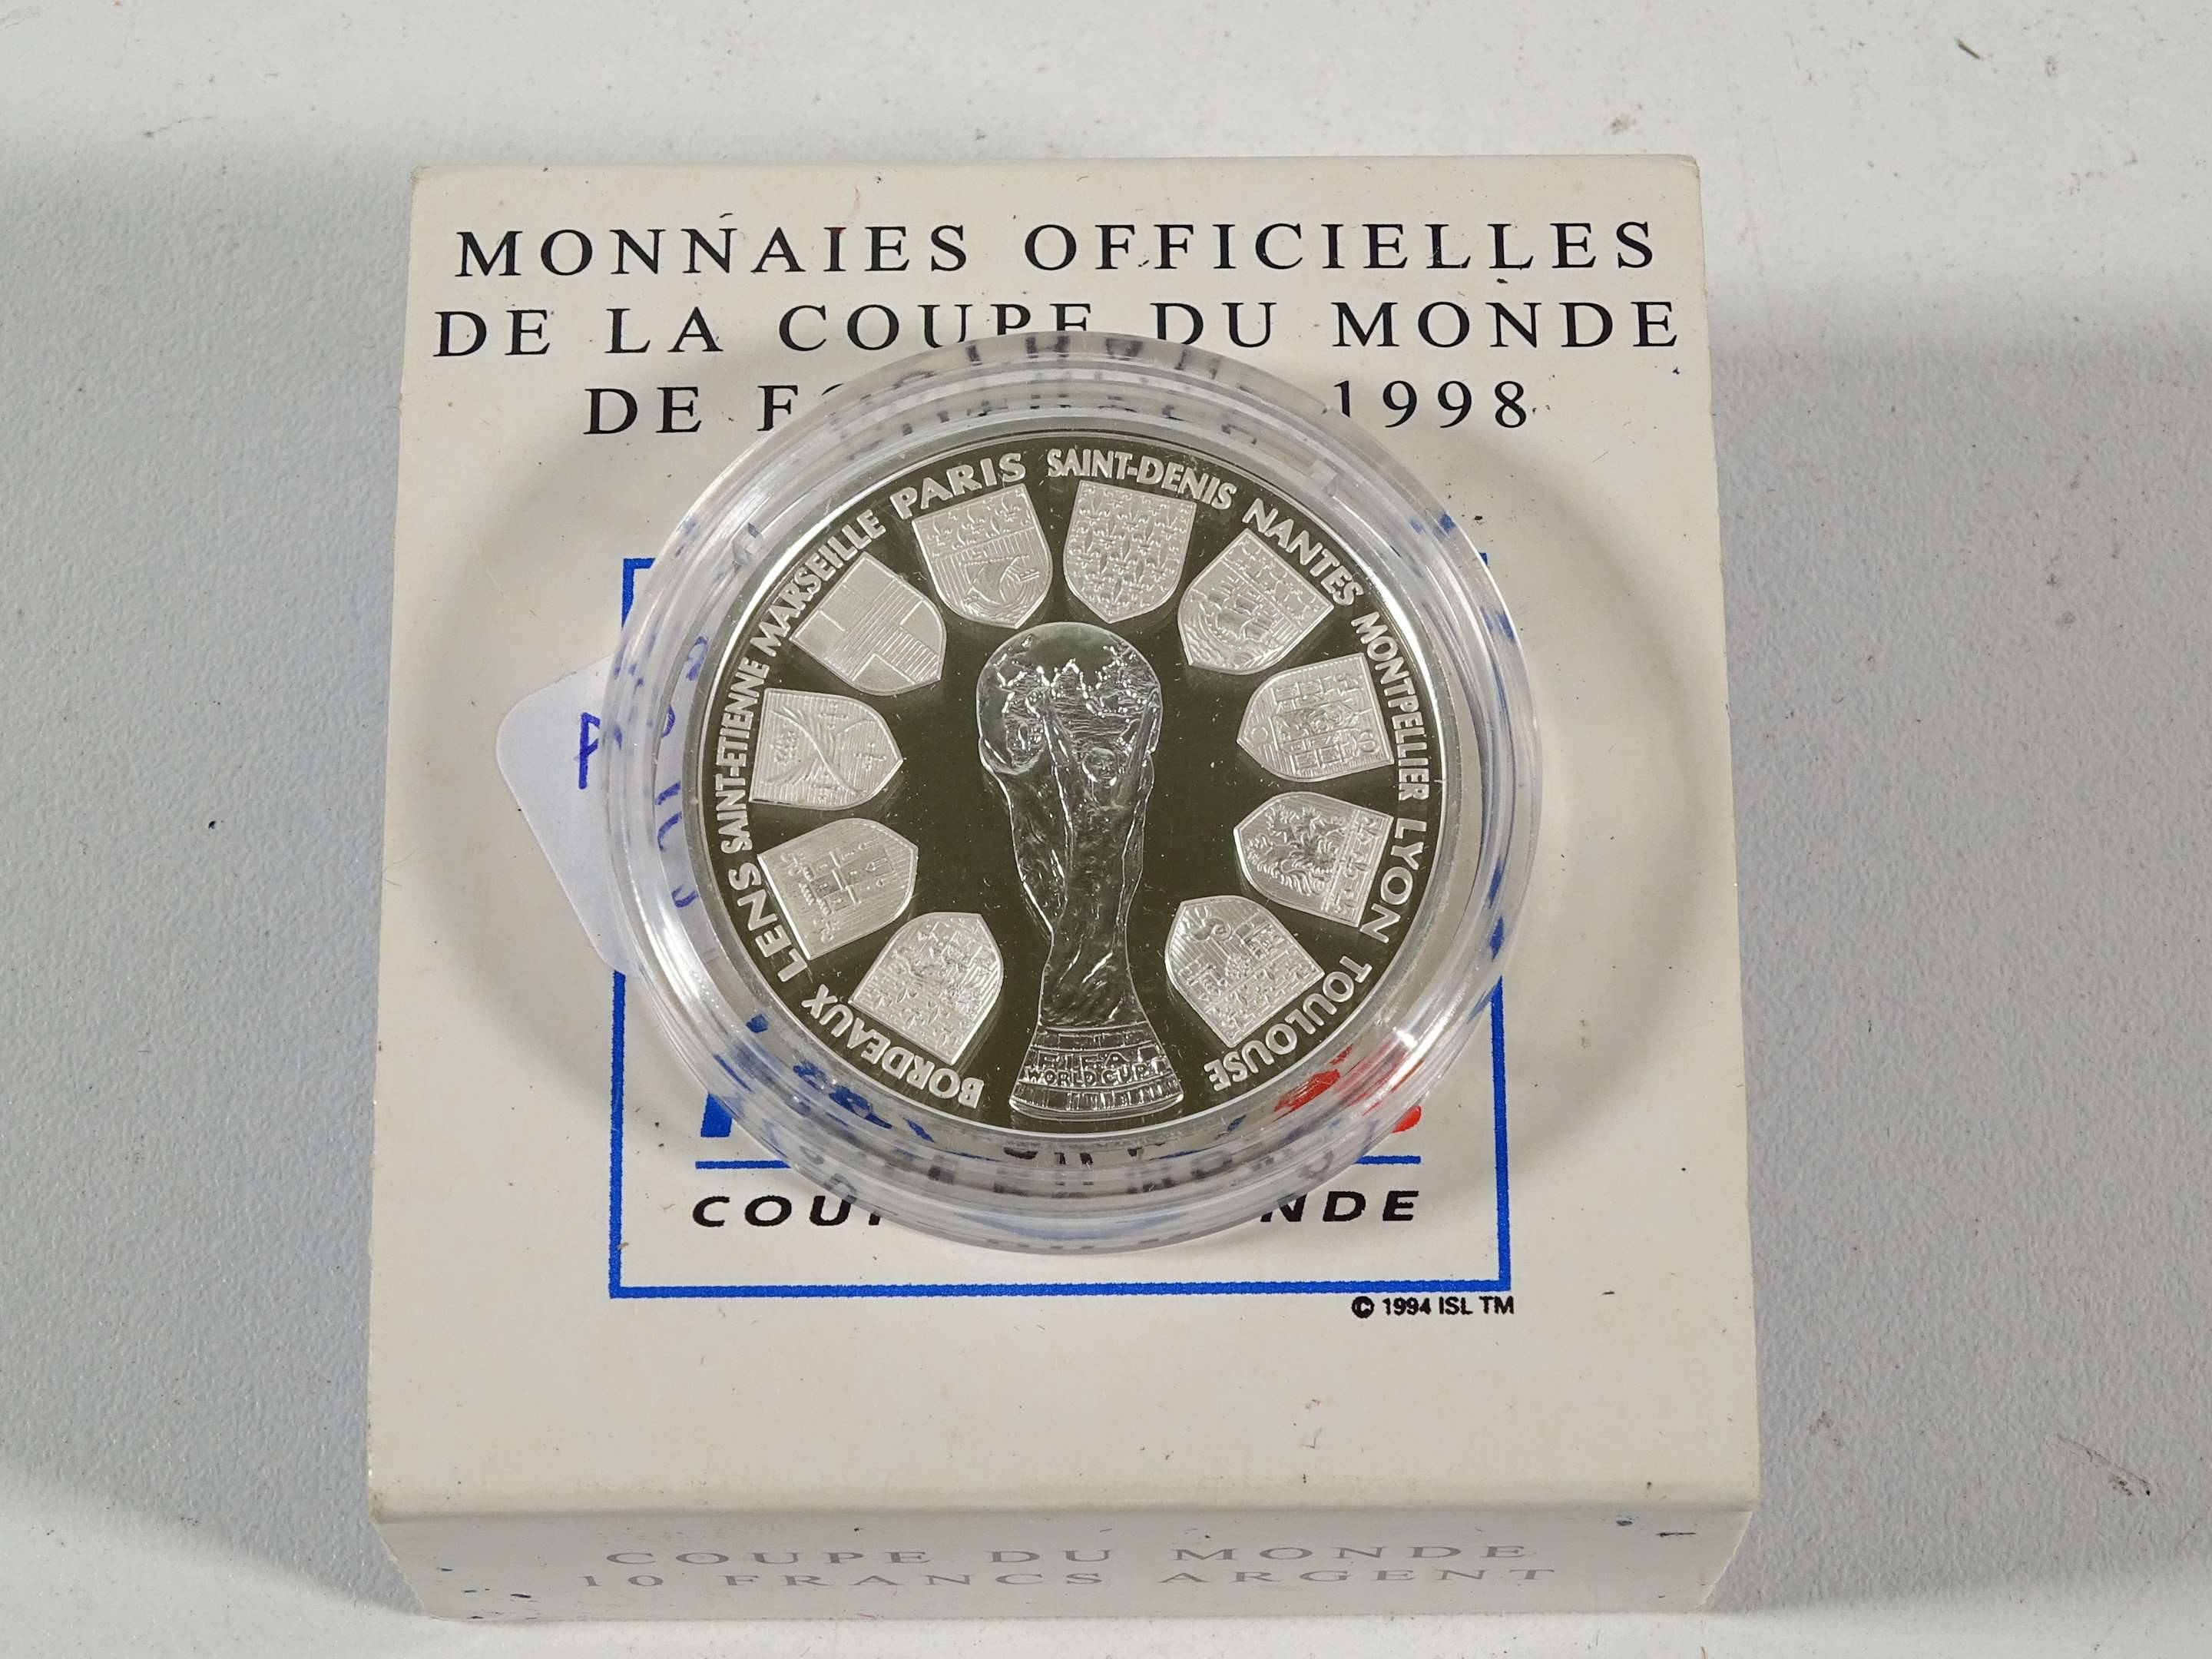 MONNAIES OFFICIELLES
DE LA COUPE DU MONDE
DE 1998
PARIS
SAINT-DENIS
NANTES
MONTPELLIER
LYON
TOULOUSE
MARSEILLE
SAINT-ETIENNE
LENS
BORDEAUX
FIFA
WORLD CUP
© 1994 ISL TM
COUPE DU MONDE
10 FRANCS ARGENT